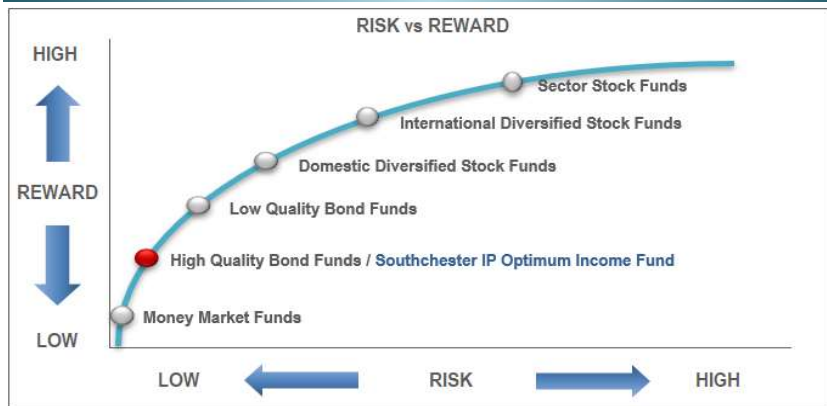 RISK vs REWARD
HIGH
Sector Stock Funds
International Diversified Stock Funds
Domestic Diversified Stock Funds
REWARD
Low Quality Bond Funds
High Quality Bond Funds / Southchester IP Optimum Income Fund
Money Market Funds
LOW
LOW RISK HIGH